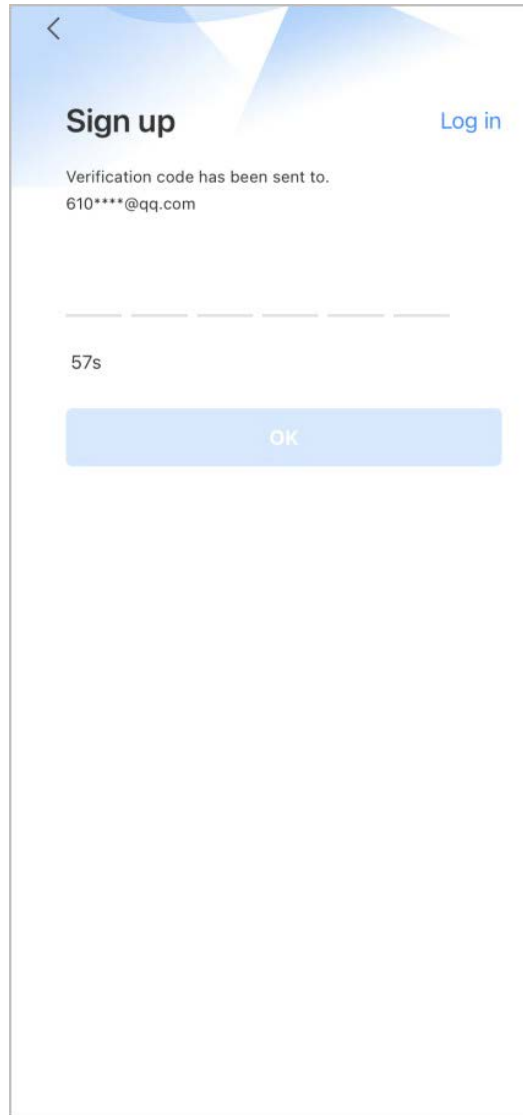 Sign up
Log in
Verification code has been sent to.
610****@qq.com
57s
OK